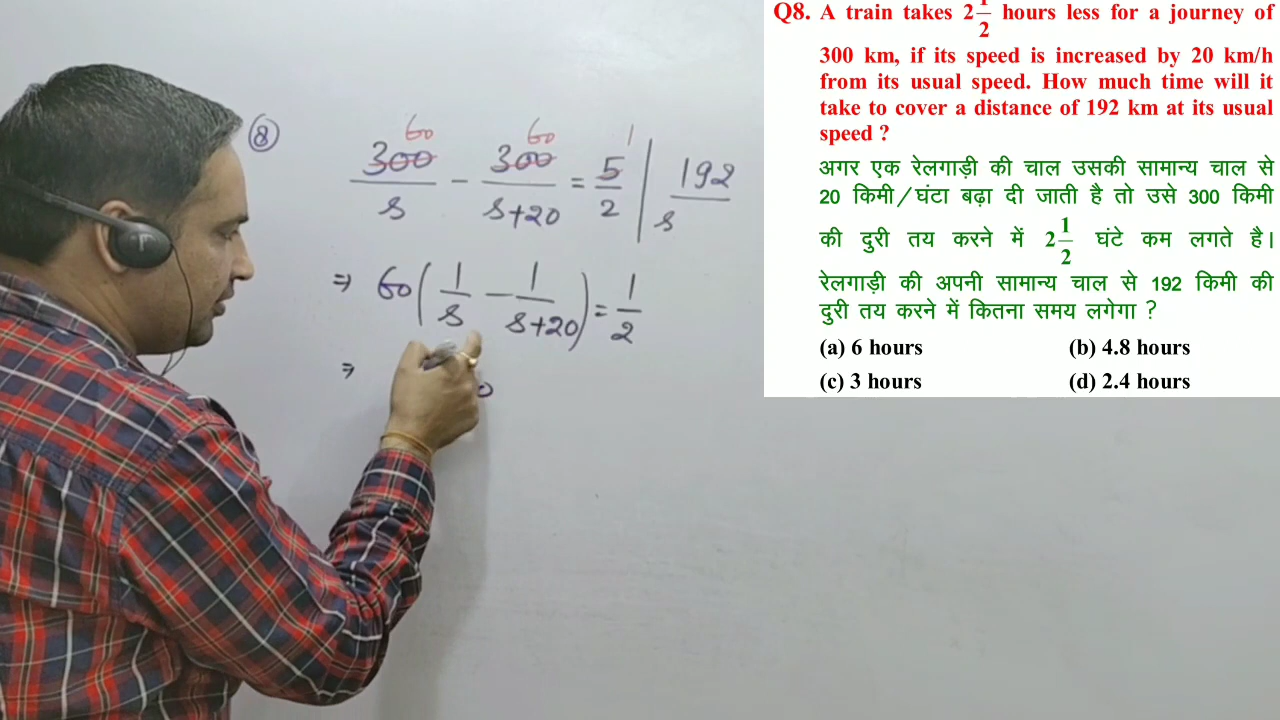 Q8. A train takes 2 1/2 hours less for a journey of
300 km, if its speed is increased by 20 km/h
from its usual speed. How much time will it
take to cover a distance of 192 km at its usual
speed ?
अगर एक रेलगाड़ी की चाल उसकी सामान्य चाल से
20 किमी/घंटा बढ़ा दी जाती है तो उसे 300 किमी
की दुरी तय करने में 2 1/2 घंटे कम लगते है।
रेलगाड़ी की अपनी सामान्य चाल से 192 किमी की
दुरी तय करने में कितना समय लगेगा ?
(a) 6 hours (b) 4.8 hours
(c) 3 hours (d) 2.4 hours
8
60 60 1
300/s - 300/s+20 = 5/2 | 192/s
⇒ 60(1/s - 1/s+20) = 1/2
⇒